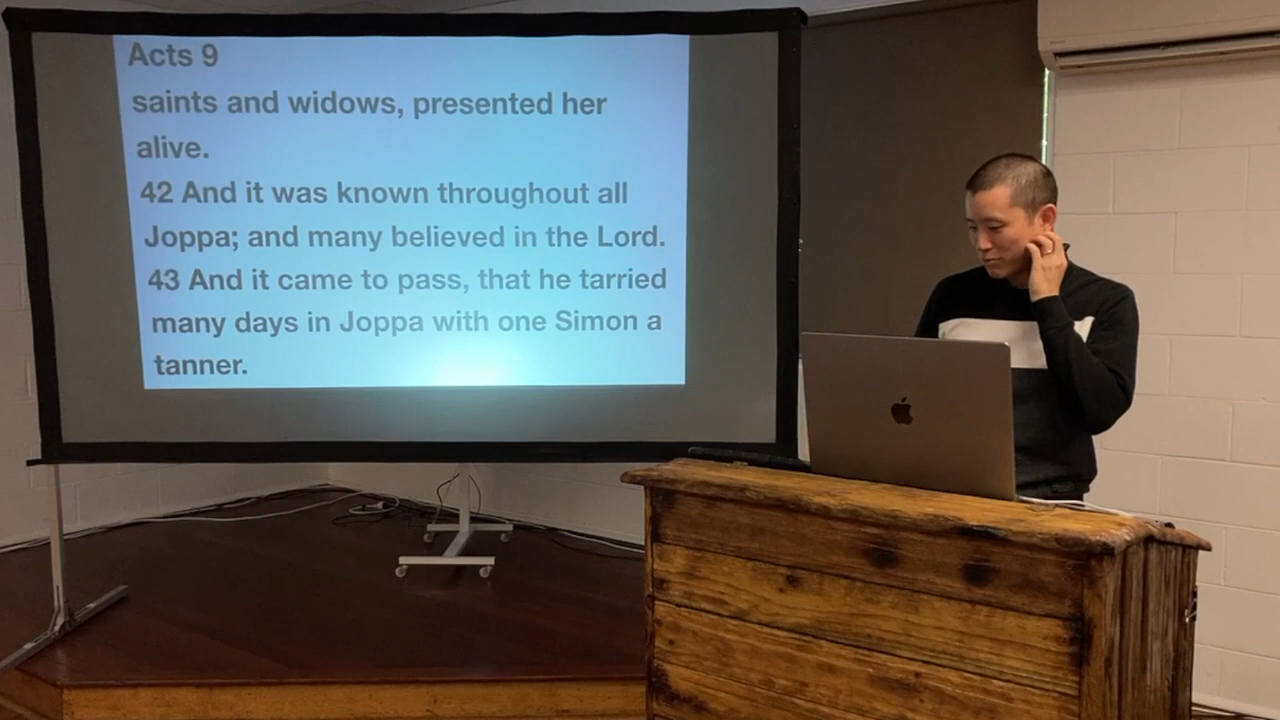 Acts 9
saints and widows, presented her
alive.
42 And it was known throughout all
Joppa; and many believed in the Lord.
43 And it came to pass, that he tarried
many days in Joppa with one Simon a
tanner.